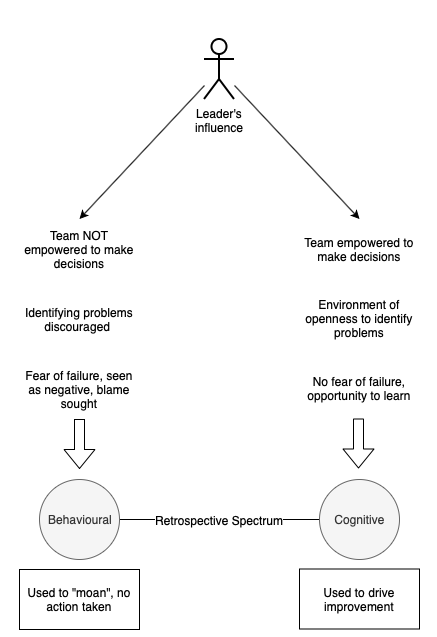 Leader's
influence
Team NOT
empowered to make
decisions
Team empowered to
make decisions
Identifying problems
discouraged
Environment of
openness to identify
problems
Fear of failure, seen
as negative, blame
sought
No fear of failure,
opportunity to learn
Behavioural
Retrospective Spectrum
Cognitive
Used to "moan", no
action taken
Used to drive
improvement